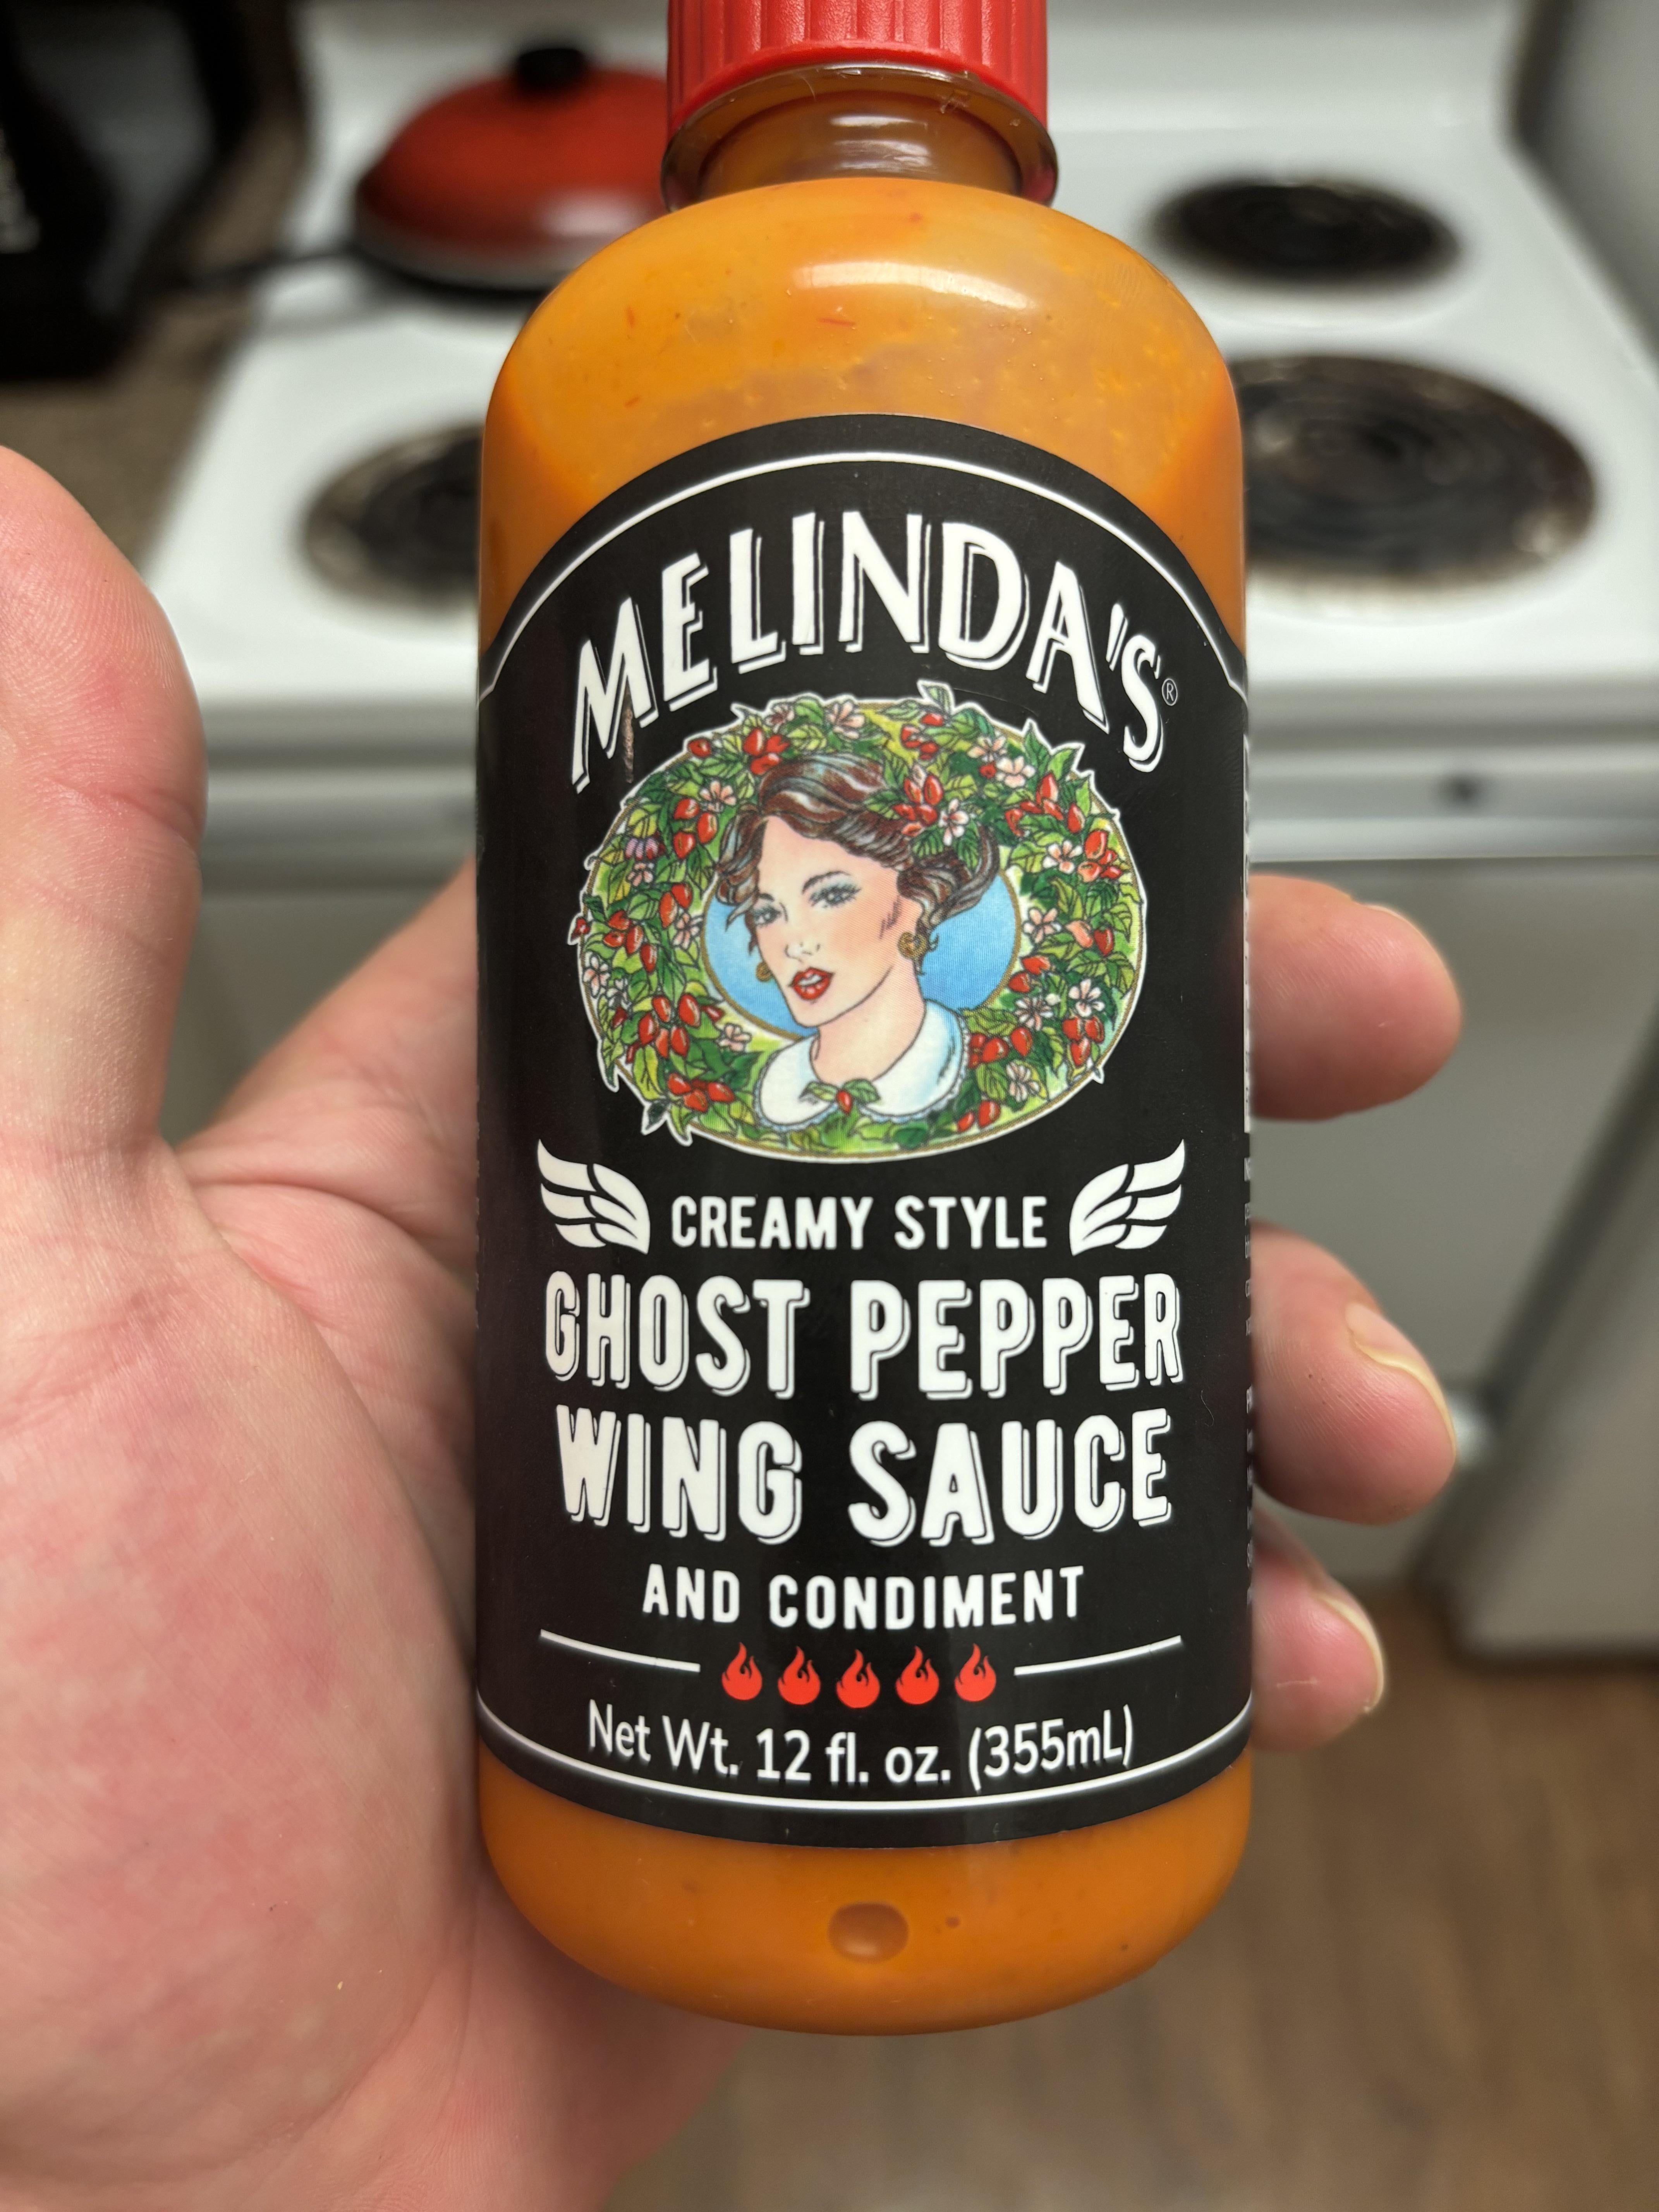 MELINDA'S®
CREAMY STYLE
GHOST PEPPER
WING SAUCE
AND CONDIMENT
Net Wt. 12 fl. oz. (355mL)